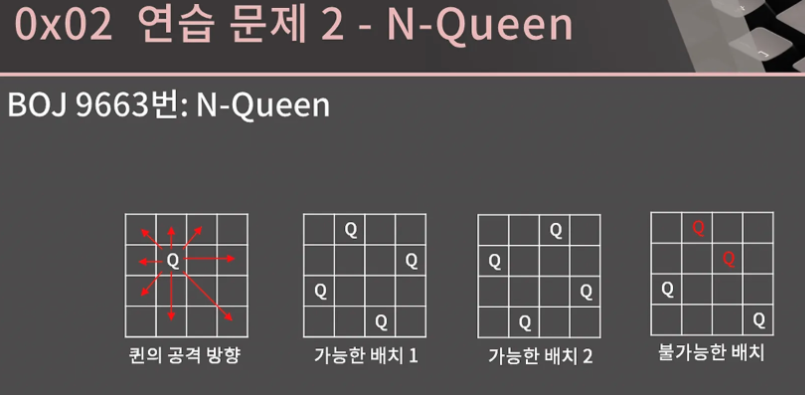 0x02 연습 문제 2 - N-Queen
BOJ 9663번: N-Queen
Q
Q
Q
Q
Q
Q
Q
Q
Q
Q
Q
Q
Q
퀸의 공격 방향
가능한 배치 1
가능한 배치 2
불가능한 배치